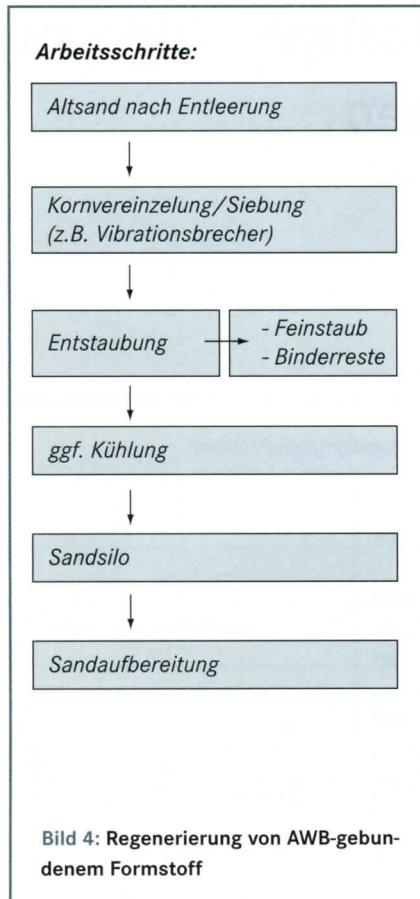 Arbeitsschritte:
Altsand nach Entleerung
Kornvereinzelung/Siebung
(z.B. Vibrationsbrecher)
Entstaubung
- Feinstaub
- Binderreste
ggf. Kühlung
Sandsilo
Sandaufbereitung
Bild 4: Regenerierung von AWB-gebun-
denem Formstoff